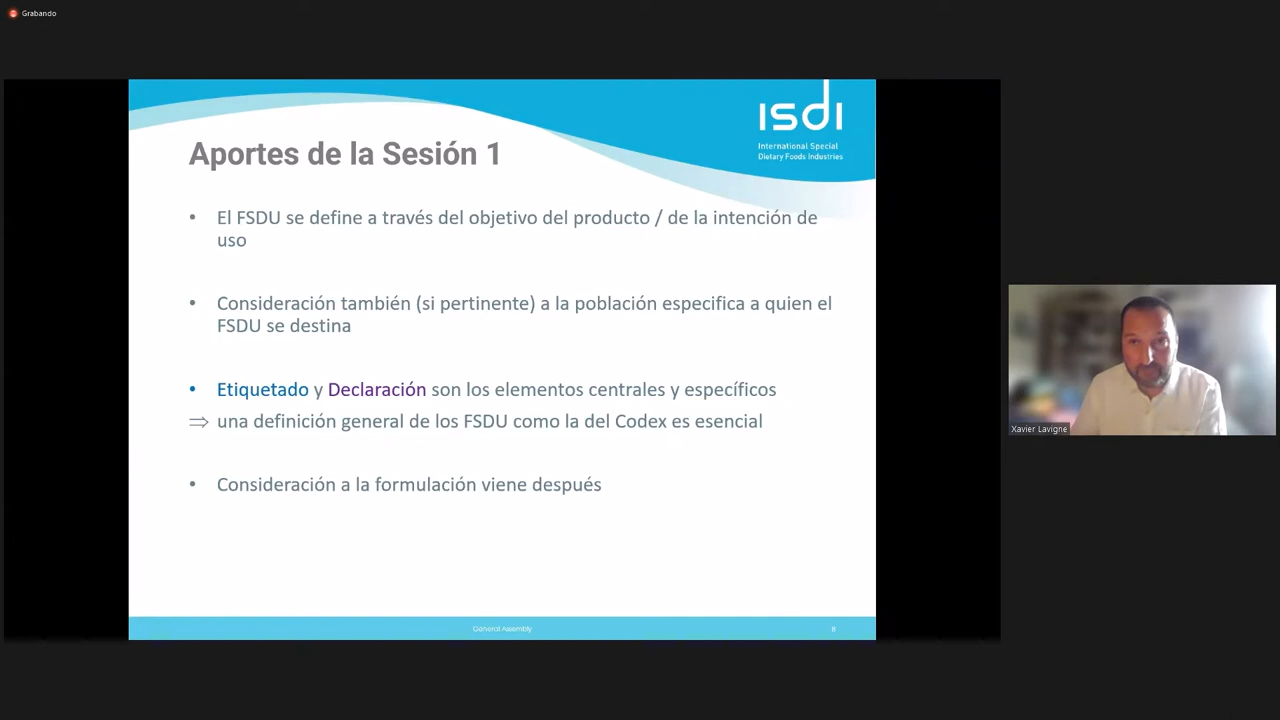 Grabando
isdi
International Special
Dietary Foods Industries
Aportes de la Sesión 1
• El FSDU se define a través del objetivo del producto / de la intención de
uso
• Consideración también (si pertinente) a la población especifica a quien el
FSDU se destina
• Etiquetado y Declaración son los elementos centrales y específicos
⇒ una definición general de los FSDU como la del Codex es esencial
• Consideración a la formulación viene después
General Assembly
8
Xavier Lavigne